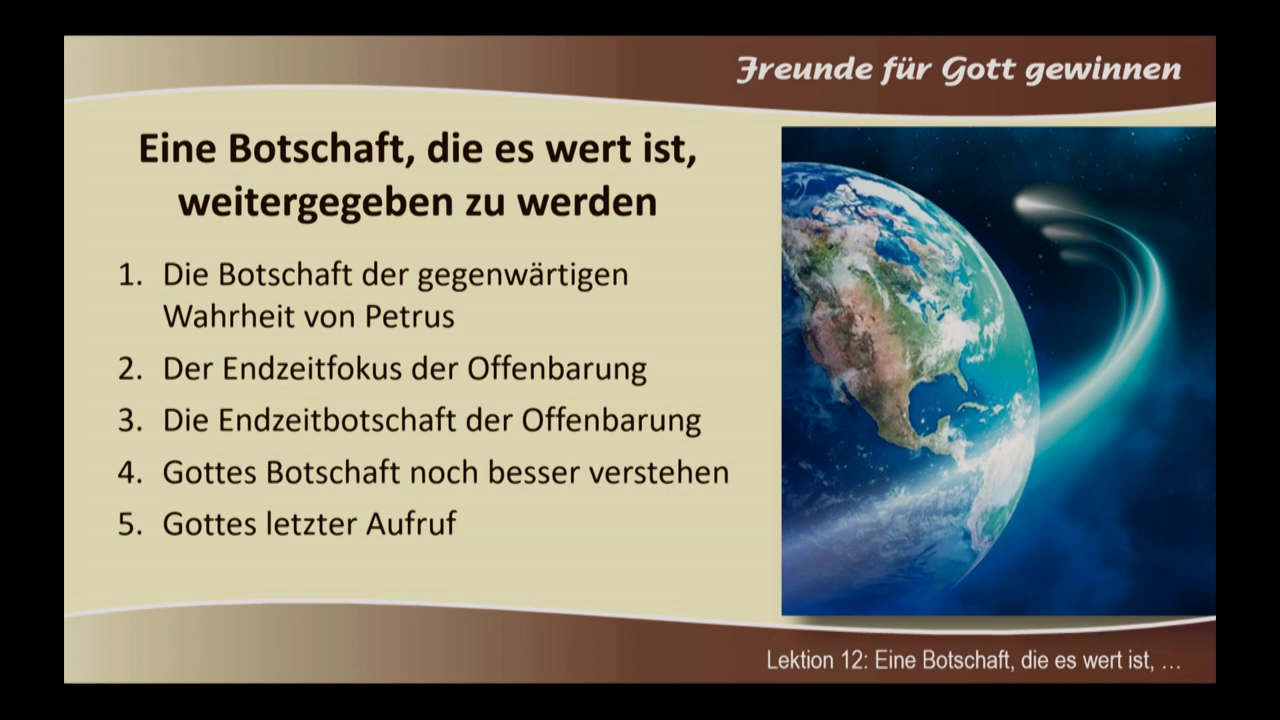 Freunde für Gott gewinnen
Eine Botschaft, die es wert ist,
weitergegeben zu werden
1. Die Botschaft der gegenwärtigen
Wahrheit von Petrus
2. Der Endzeitfokus der Offenbarung
3. Die Endzeitbotschaft der Offenbarung
4. Gottes Botschaft noch besser verstehen
5. Gottes letzter Aufruf
Lektion 12: Eine Botschaft, die es wert ist, …